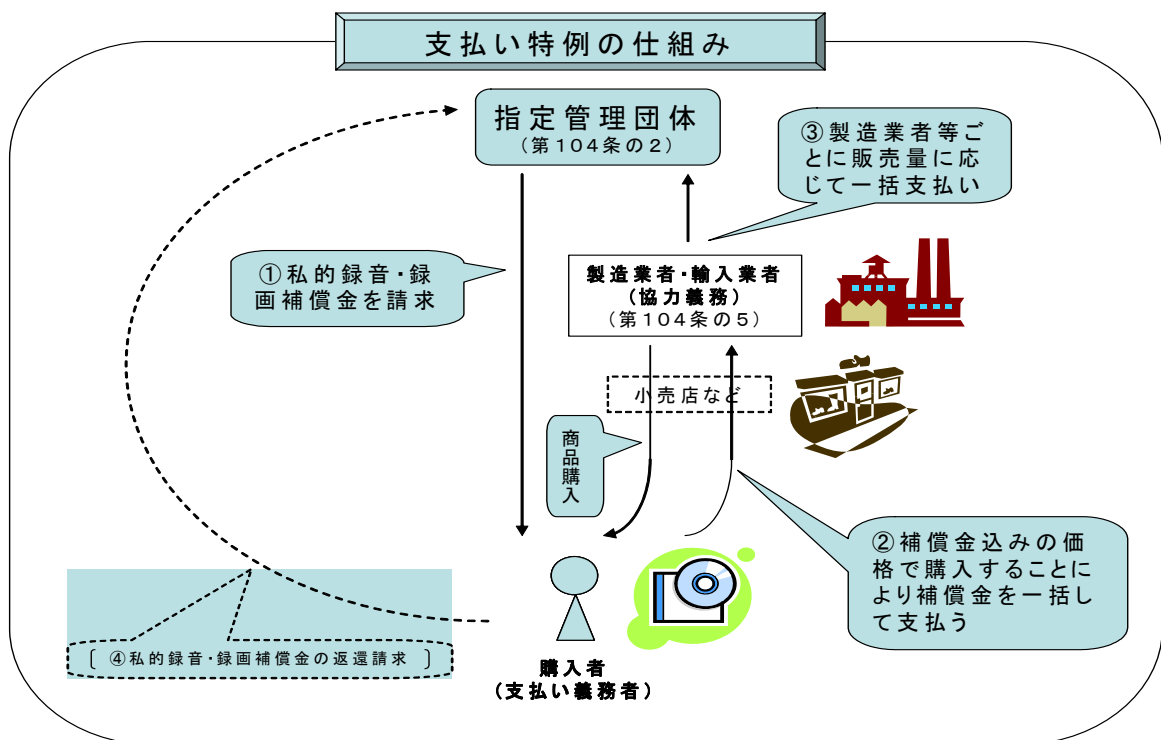 支払い特例の仕組み
指定管理団体
(第104条の2)
③製造業者等ご
とに販売量に応
じて一括支払い
①私的録音・録
画補償金を請求
製造業者・輸入業者
(協力義務)
(第104条の5)
小売店など
商品購入
②補償金込みの価
格で購入することに
より補償金を一括し
て支払う
〔 ④私的録音・録画補償金の返還請求 〕
購入者
(支払い義務者)